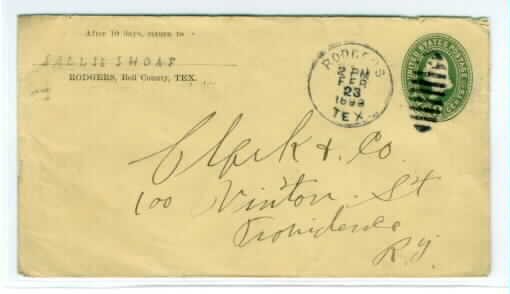 After 10 days, return to
SALLIE SHOAF
RODGERS, Bell County, TEX.
RODGERS
2 PM
FEB
23
1899
TEX.
Clark & Co.
100 Vinton St
Providence
R.I.